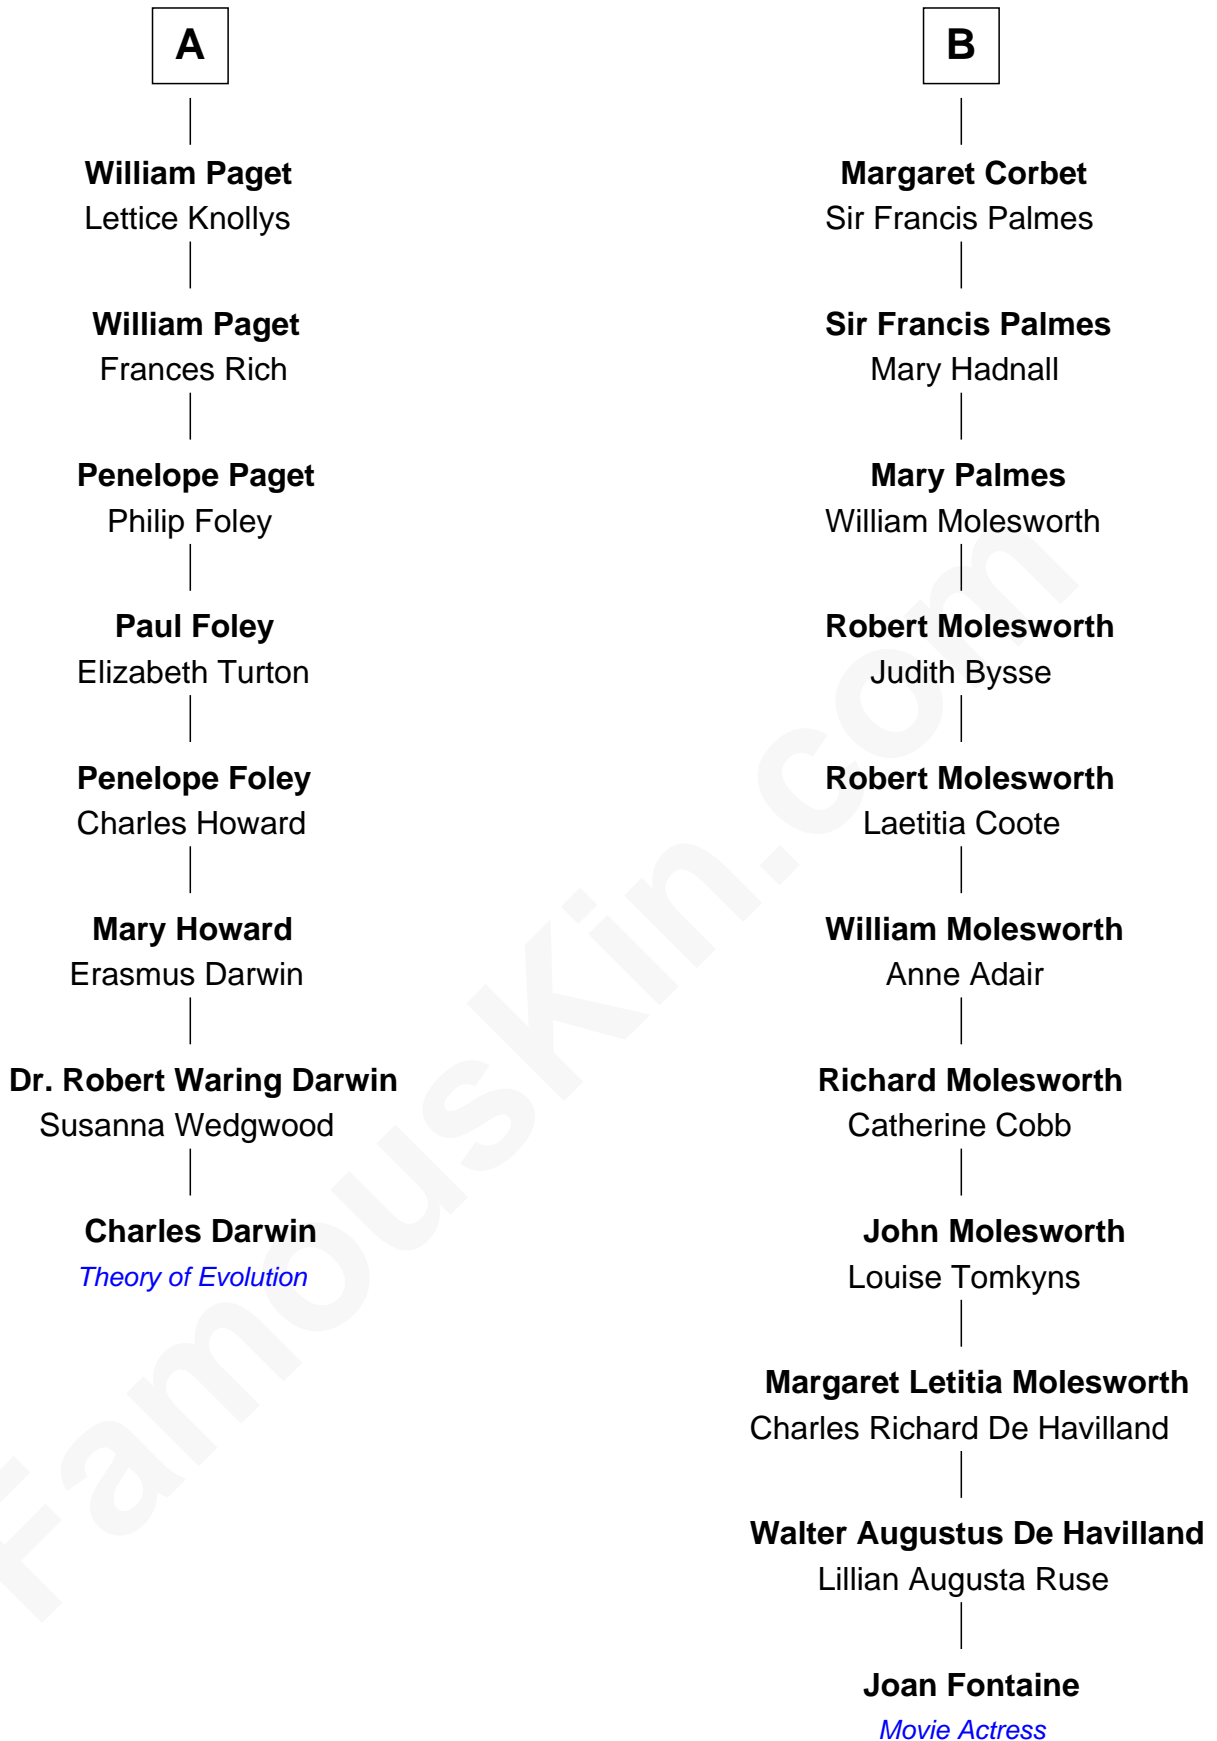 A
William Paget
Lettice Knollys
William Paget
Frances Rich
Penelope Paget
Philip Foley
Paul Foley
Elizabeth Turton
Penelope Foley
Charles Howard
Mary Howard
Erasmus Darwin
Dr. Robert Waring Darwin
Susanna Wedgwood
Charles Darwin
Theory of Evolution
B
Margaret Corbet
Sir Francis Palmes
Sir Francis Palmes
Mary Hadnall
Mary Palmes
William Molesworth
Robert Molesworth
Judith Bysse
Robert Molesworth
Laetitia Coote
William Molesworth
Anne Adair
Richard Molesworth
Catherine Cobb
John Molesworth
Louise Tomkyns
Margaret Letitia Molesworth
Charles Richard De Havilland
Walter Augustus De Havilland
Lillian Augusta Ruse
Joan Fontaine
Movie Actress
FamousKin.com